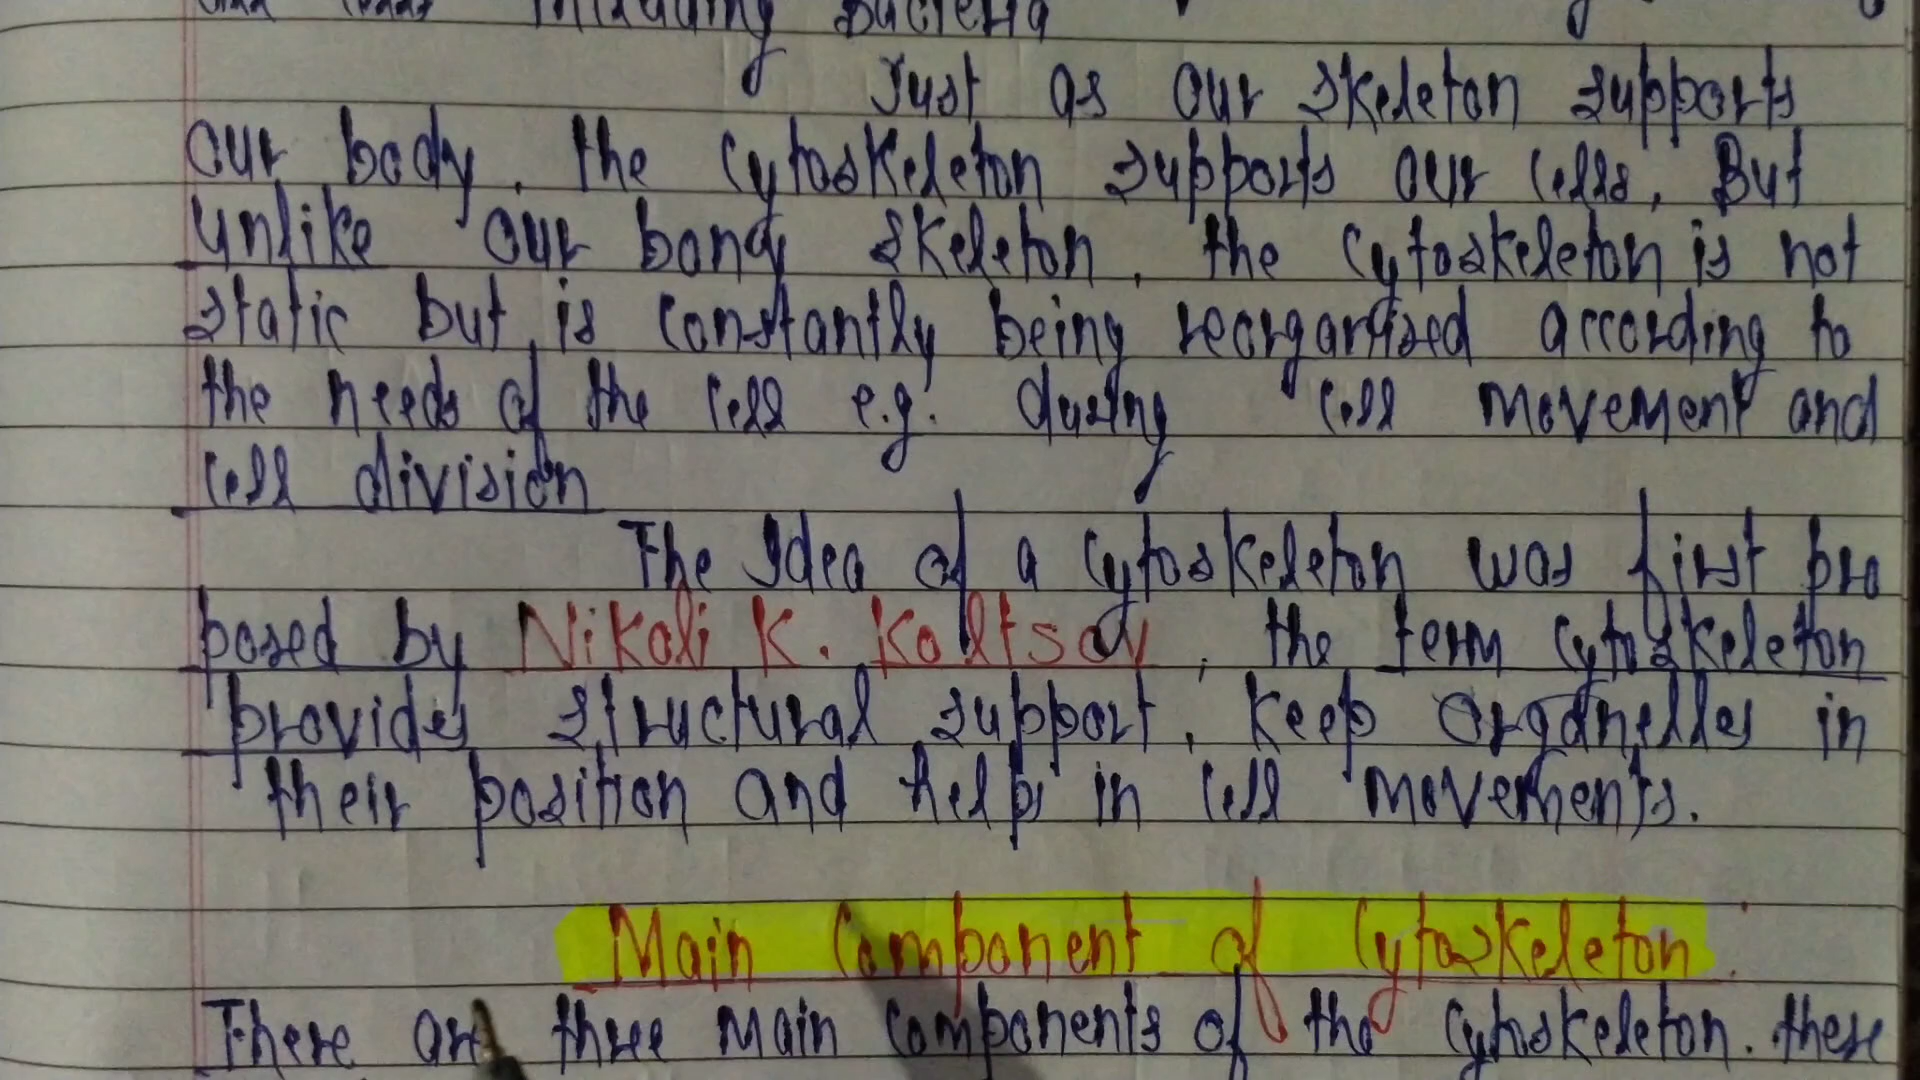 including Bacteria
Just as our skeleton supports
our body, the cytoskeleton supports our cells. But
unlike our bony skeleton, the cytoskeleton is not
static but is constantly being reorganised according to
the needs of the cell e.g. during cell movement and
cell division
The Idea of a cytoskeleton was first pro
posed by Nikoli K. Koltsov, the term cytoskeleton
provides structural support, keep organelles in
their position and help in cell movements.
Main Component of Cytoskeleton :
There are three main components of the cytoskeleton. these